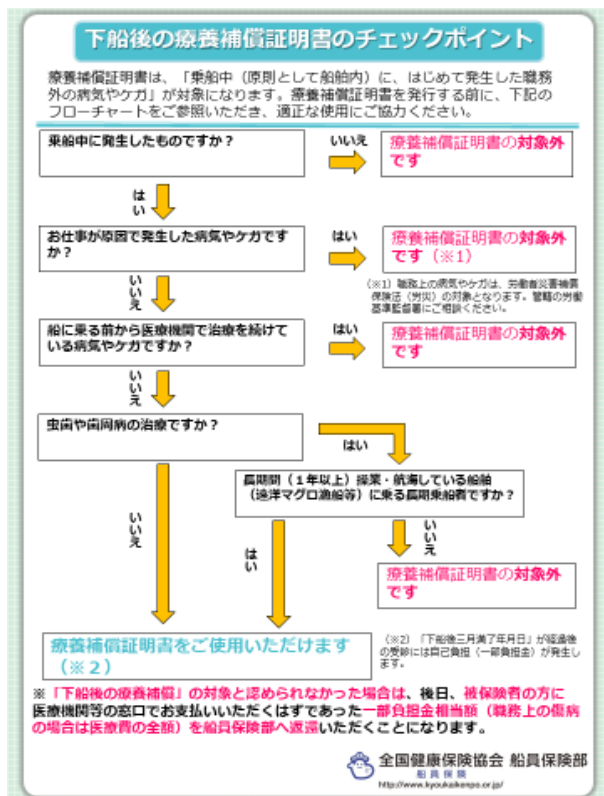 下船後の療養補償証明書のチェックポイント
療養補償証明書は、「乗船中（原則として船舶内）に、はじめて発生した職務
外の病気やケガ」が対象になります。療養補償証明書を発行する前に、下記の
フローチャートをご参照いただき、適正な使用にご協力ください。
乗船中に発生したものですか？
いいえ
療養補償証明書の対象外
です
はい
お仕事が原因で発生した病気やケガです
か？
はい
療養補償証明書の対象外
です（※1）
（※1）職務上の病気やケガは、労働者災害補償
保険法（労災）の対象となります。管轄の労働
基準監督署にご相談ください。
いいえ
船に乗る前から医療機関で治療を続けて
いる病気やケガですか？
はい
療養補償証明書の対象外
です
いいえ
虫歯や歯周病の治療ですか？
はい
長期間（１年以上）操業・航海している船舶
（遠洋マグロ漁船等）に乗る長期乗船者ですか？
いいえ
はい
いいえ
療養補償証明書の対象外
です
療養補償証明書をご使用いただけます
（※２）
（※2）「下船後三月満了年月日」が経過後
の受診には自己負担（一部負担金）が発生し
ます。
※「下船後の療養補償」の対象と認められなかった場合は、後日、被保険者の方に
医療機関等の窓口でお支払いいただくはずであった一部負担金相当額（職務上の傷病
の場合は医療費の全額）を船員保険部へ返還いただくことになります。
全国健康保険協会 船員保険部
船員保険
http://www.kyoukaikenpo.or.jp/